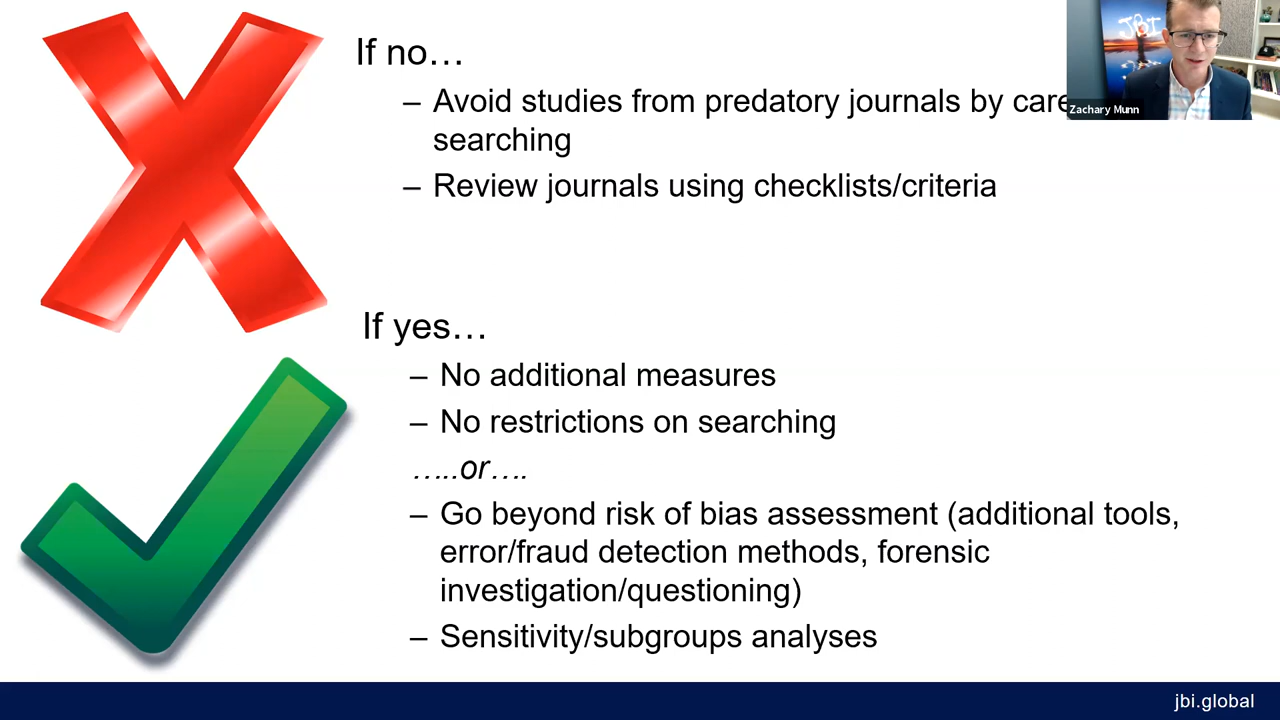 If no…
– Avoid studies from predatory journals by
searching
– Review journals using checklists/criteria
Zachary Munn
JBI
If yes…
– No additional measures
– No restrictions on searching
…..or….
– Go beyond risk of bias assessment (additional tools,
error/fraud detection methods, forensic
investigation/questioning)
– Sensitivity/subgroups analyses
jbi.global